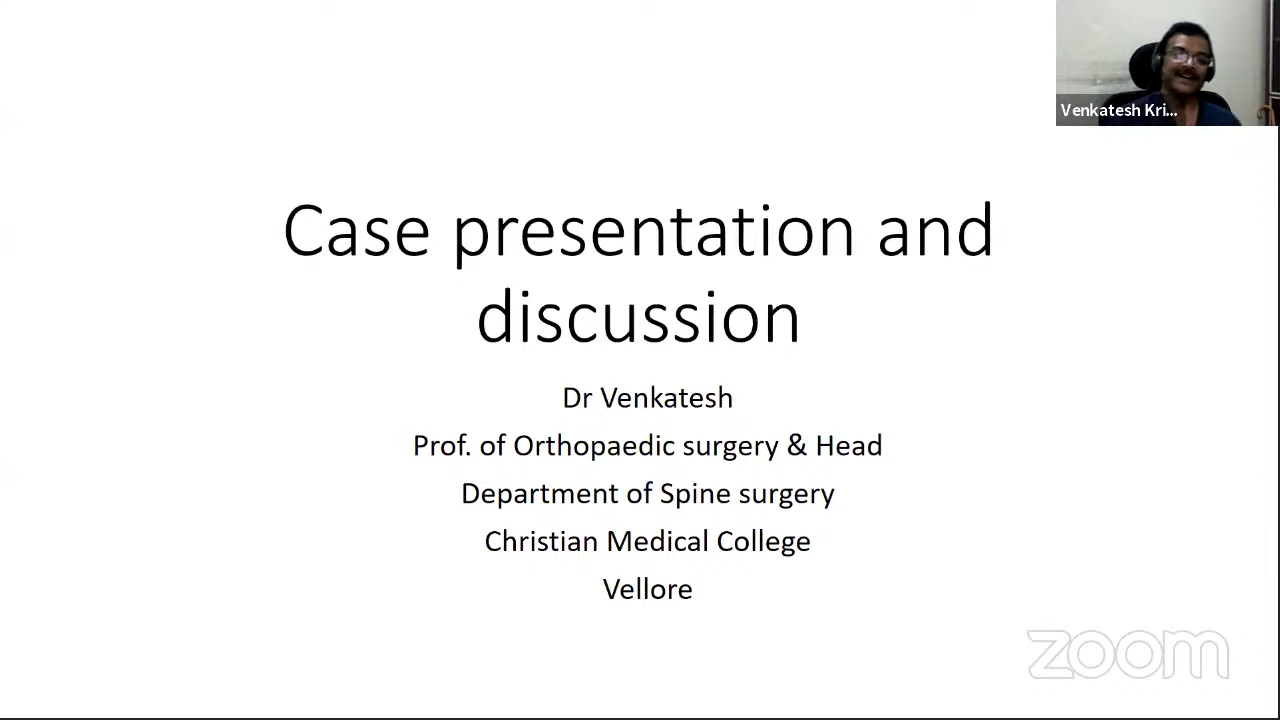 Venkatesh Kri...
Case presentation and
discussion
Dr Venkatesh
Prof. of Orthopaedic surgery & Head
Department of Spine surgery
Christian Medical College
Vellore
zoom